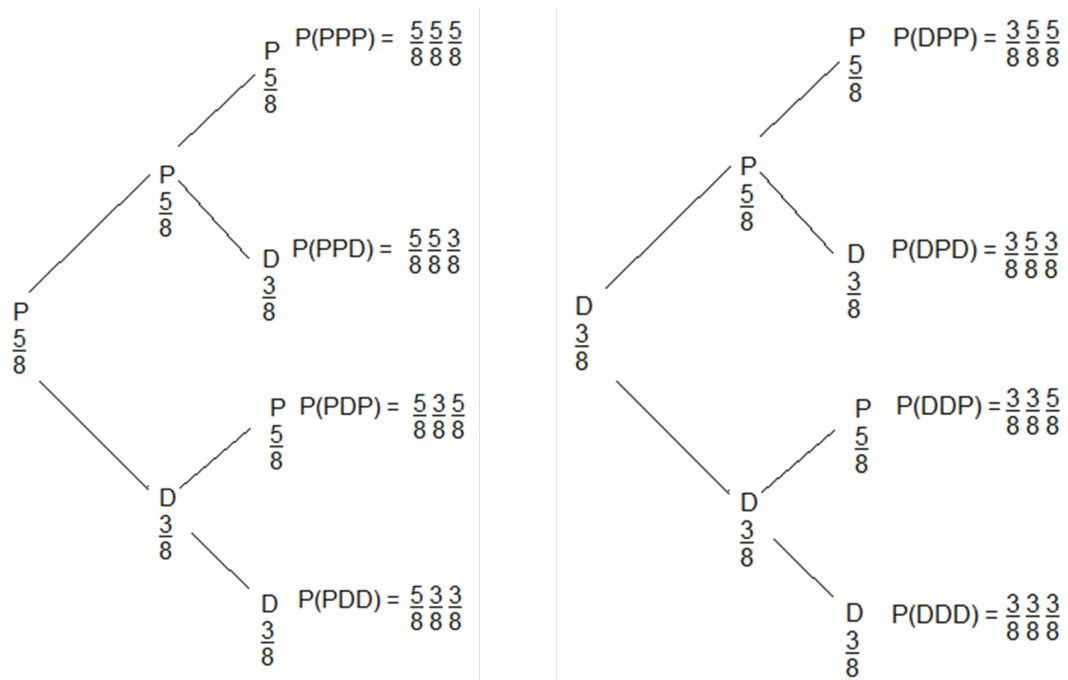 P P(PPP) = 5/8 5/8 5/8
5/8
P
5/8
D P(PPD) = 5/8 5/8 3/8
3/8
P
5/8
P P(PDP) = 5/8 3/8 5/8
5/8
D
3/8
D P(PDD) = 5/8 3/8 3/8
3/8
P P(DPP) = 3/8 5/8 5/8
5/8
P
5/8
D P(DPD) = 3/8 5/8 3/8
3/8
D
3/8
P P(DDP) = 3/8 3/8 5/8
5/8
D
3/8
D P(DDD) = 3/8 3/8 3/8
3/8